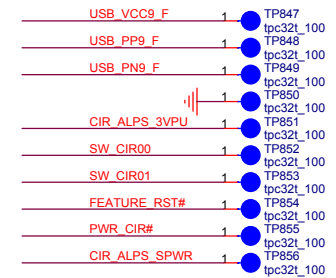 USB_VCC9_F 1 TP847
tpc32t_100
USB_PP9_F 1 TP848
tpc32t_100
USB_PN9_F 1 TP849
tpc32t_100
1 TP850
tpc32t_100
CIR_ALPS_3VPU 1 TP851
tpc32t_100
SW_CIR00 1 TP852
tpc32t_100
SW_CIR01 1 TP853
tpc32t_100
FEATURE_RST# 1 TP854
tpc32t_100
PWR_CIR# 1 TP855
tpc32t_100
CIR_ALPS_SPWR 1 TP856
tpc32t_100